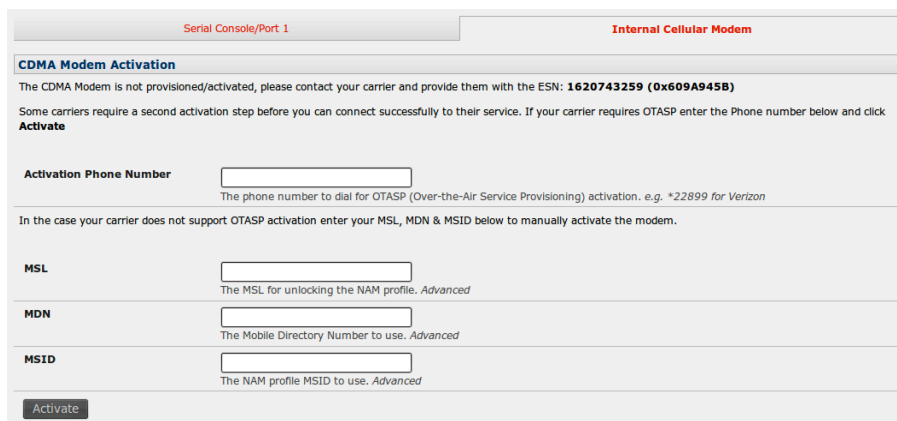 Serial Console/Port 1
Internal Cellular Modem
CDMA Modem Activation
The CDMA Modem is not provisioned/activated, please contact your carrier and provide them with the ESN: 1620743259 (0x609A945B)
Some carriers require a second activation step before you can connect successfully to their service. If your carrier requires OTASP enter the Phone number below and click
Activate
Activation Phone Number
The phone number to dial for OTASP (Over-the-Air Service Provisioning) activation. e.g. *22899 for Verizon
In the case your carrier does not support OTASP activation enter your MSL, MDN & MSID below to manually activate the modem.
MSL
The MSL for unlocking the NAM profile. Advanced
MDN
The Mobile Directory Number to use. Advanced
MSID
The NAM profile MSID to use. Advanced
Activate